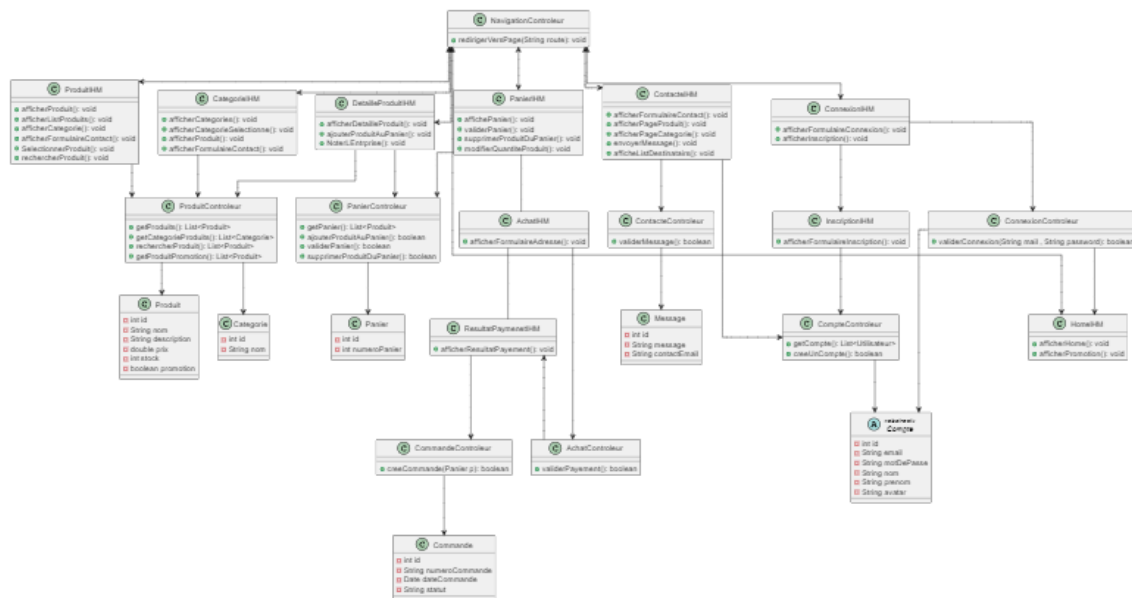 NavigationControleur
redirigerVersPage(String route): void
ProduitIHM
afficherProduit(): void
afficherListProduits(): void
afficherCategorie(): void
afficherFormulaireContact(): void
SelectionnerProduit(): void
rechercherProduit(): void
CategorieIHM
afficherCategories(): void
afficherCategorieSelectionne(): void
afficherProduit(): void
afficherFormulaireContact(): void
DetailleProduitIHM
afficherDetailleProduit(): void
ajouterProduitAuPanier(): void
NoterLEntrprise(): void
PanierIHM
affichePanier(): void
validerPanier(): void
supprimerProduitDuPanier(): void
modifierQuantiteProduit(): void
ContacteIHM
afficherFormulaireContact(): void
afficherPageProduit(): void
afficherPageCategorie(): void
envoyerMessage(): void
afficheListDestinatairs(): void
ConnexionIHM
afficherFormulaireConnexion(): void
afficherInscription(): void
ProduitControleur
getProduits(): List<Produit>
getCategorieProduits(): List<Categorie>
rechercherProduit(): List<Produit>
getProduitPromotion(): List<Produit>
PanierControleur
getPanier(): List<Produit>
ajouterProduitAuPanier(): boolean
validerPanier(): boolean
supprimerProduitDuPanier(): boolean
AchatIHM
afficherFormulaireAdresse(): void
ContacteControleur
validerMessage(): boolean
InscriptionIHM
afficherFormulaireInscription(): void
ConnexionControleur
validerConnexion(String mail , String password): boolean
Produit
int id
String nom
String description
double prix
int stock
boolean promotion
Categorie
int id
String nom
Panier
int id
int numeroPanier
ResultatPaymenetIHM
afficherResultatPayement(): void
Message
int id
String message
String contactEmail
CompteControleur
getCompte(): List<Utilisateur>
creeUnCompte(): boolean
HomeIHM
afficherHome(): void
afficherPromotion(): void
CommandeControleur
creeCommande(Panier p): boolean
AchatControleur
validerPayement(): boolean
Compte
int id
String email
String motDePasse
String nom
String prenom
String avatar
Commande
int id
String numeroCommande
Date dateCommande
String statut